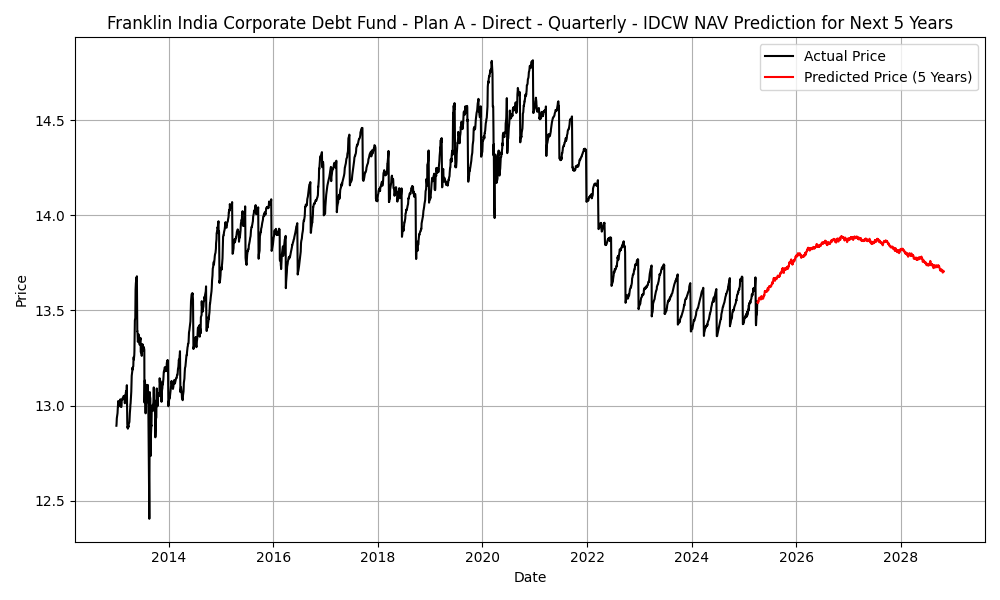 Franklin India Corporate Debt Fund - Plan A - Direct - Quarterly - IDCW NAV Prediction for Next 5 Years
Actual Price
Predicted Price (5 Years)
Price
14.5
14.0
13.5
13.0
12.5
2014 2016 2018 2020 2022 2024 2026 2028
Date